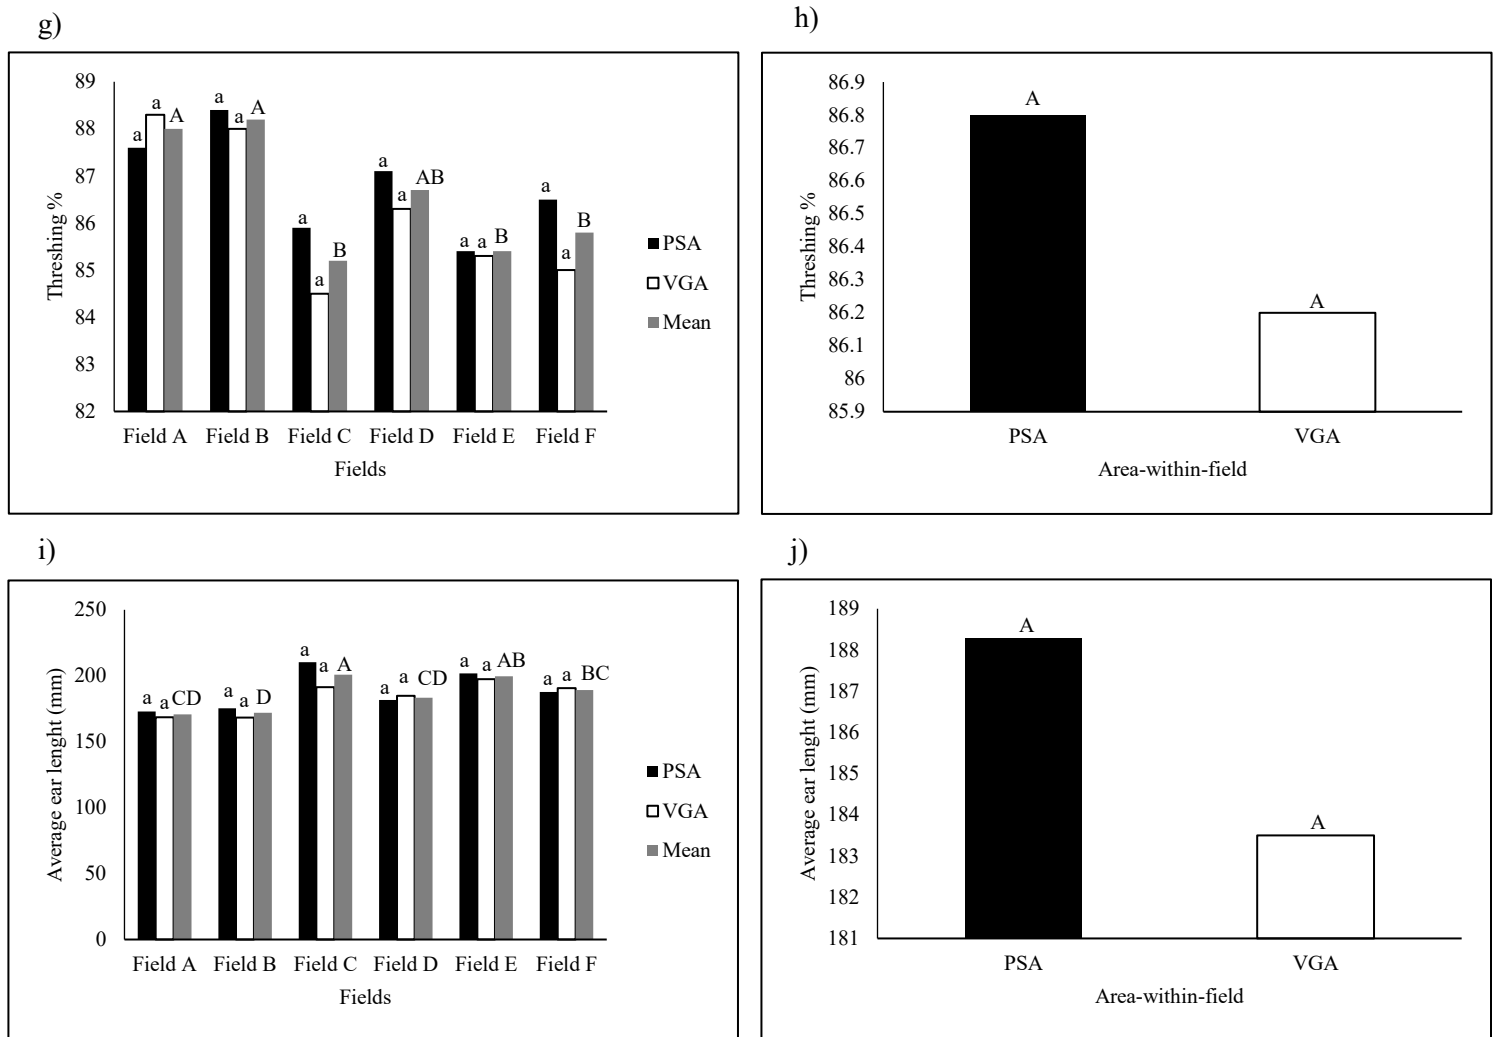 g)
Threshing %
89
88
87
86
85
84
83
82
a a A
a a A
a a B
a a AB
a a B
a a B
Field A Field B Field C Field D Field E Field F
Fields
PSA
VGA
Mean
h)
Threshing %
86.9
86.8
86.7
86.6
86.5
86.4
86.3
86.2
86.1
86
85.9
A
A
PSA VGA
Area-within-field
i)
Average ear lenght (mm)
250
200
150
100
50
0
a a CD
a a D
a a A
a a CD
a a AB
a a BC
Field A Field B Field C Field D Field E Field F
Fields
PSA
VGA
Mean
j)
Average ear lenght (mm)
189
188
187
186
185
184
183
182
181
A
A
PSA VGA
Area-within-field